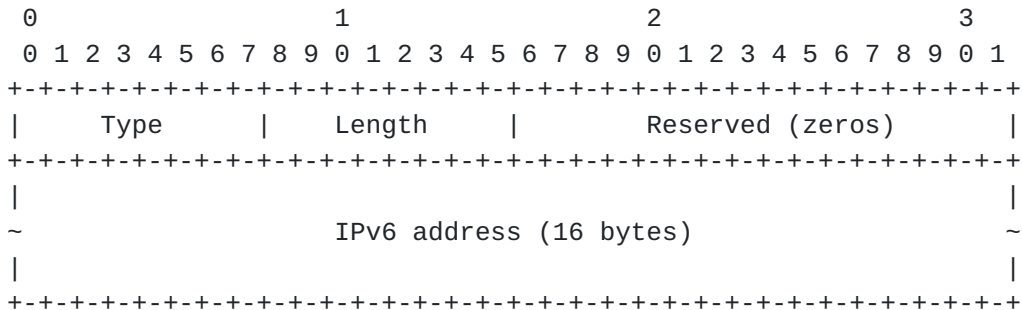 0                   1                   2                   3
 0 1 2 3 4 5 6 7 8 9 0 1 2 3 4 5 6 7 8 9 0 1 2 3 4 5 6 7 8 9 0 1
+-+-+-+-+-+-+-+-+-+-+-+-+-+-+-+-+-+-+-+-+-+-+-+-+-+-+-+-+-+-+-+-+
|     Type      |    Length     |        Reserved (zeros)       |
+-+-+-+-+-+-+-+-+-+-+-+-+-+-+-+-+-+-+-+-+-+-+-+-+-+-+-+-+-+-+-+-+
|                                                               |
~                    IPv6 address (16 bytes)                    ~
|                                                               |
+-+-+-+-+-+-+-+-+-+-+-+-+-+-+-+-+-+-+-+-+-+-+-+-+-+-+-+-+-+-+-+-+